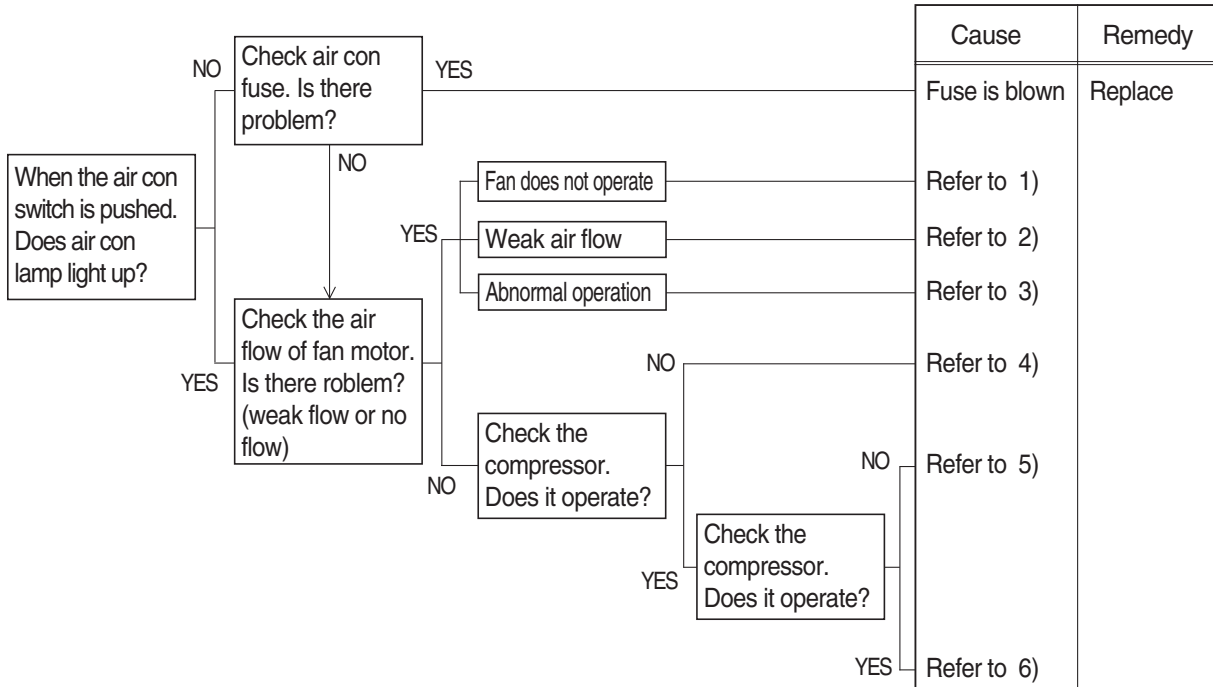 Cause
Remedy
NO
Check air con
fuse. Is there
problem?
YES
Fuse is blown
Replace
NO
When the air con
switch is pushed.
Does air con
lamp light up?
YES
Check the air
flow of fan motor.
Is there roblem?
(weak flow or no
flow)
YES
Fan does not operate
Refer to 1)
Weak air flow
Refer to 2)
Abnormal operation
Refer to 3)
NO
Check the
compressor.
Does it operate?
NO
Refer to 4)
YES
Check the
compressor.
Does it operate?
NO
Refer to 5)
YES
Refer to 6)